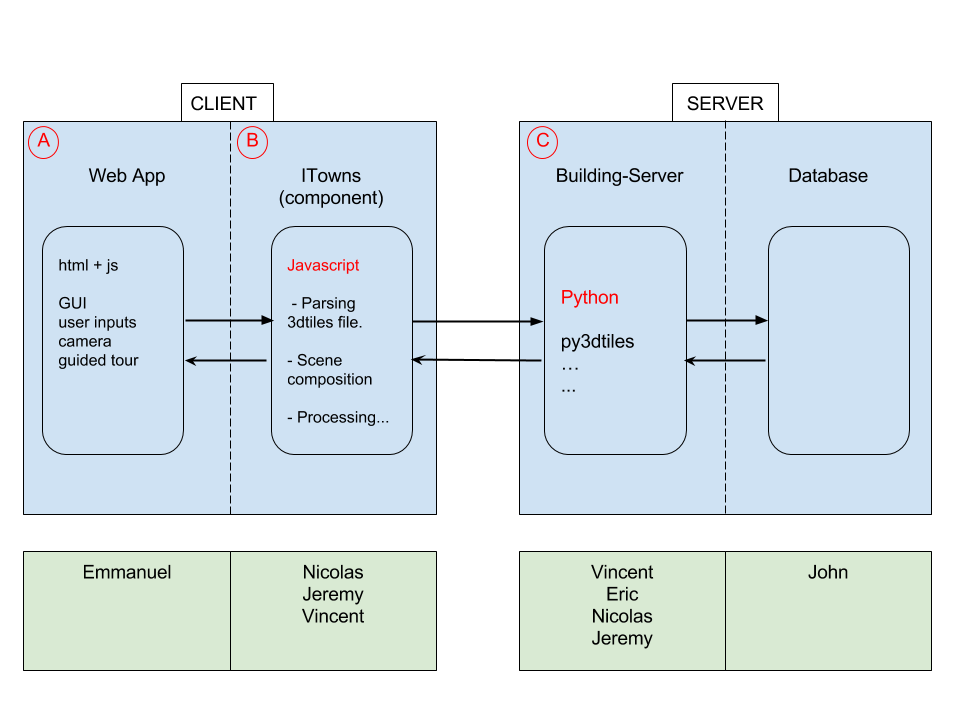 CLIENT
SERVER
A
B
C
Web App
ITowns
(component)
Building-Server
Database
html + js
GUI
user inputs
camera
guided tour
Javascript
- Parsing
3dtiles file.
- Scene
composition
- Processing...
Python
py3dtiles
…
...
Emmanuel
Nicolas
Jeremy
Vincent
Vincent
Eric
Nicolas
Jeremy
John